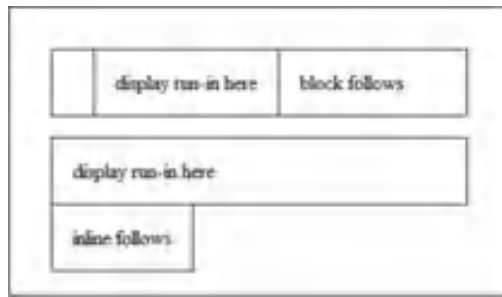 display run-in here block follows
display run-in here
inline follows